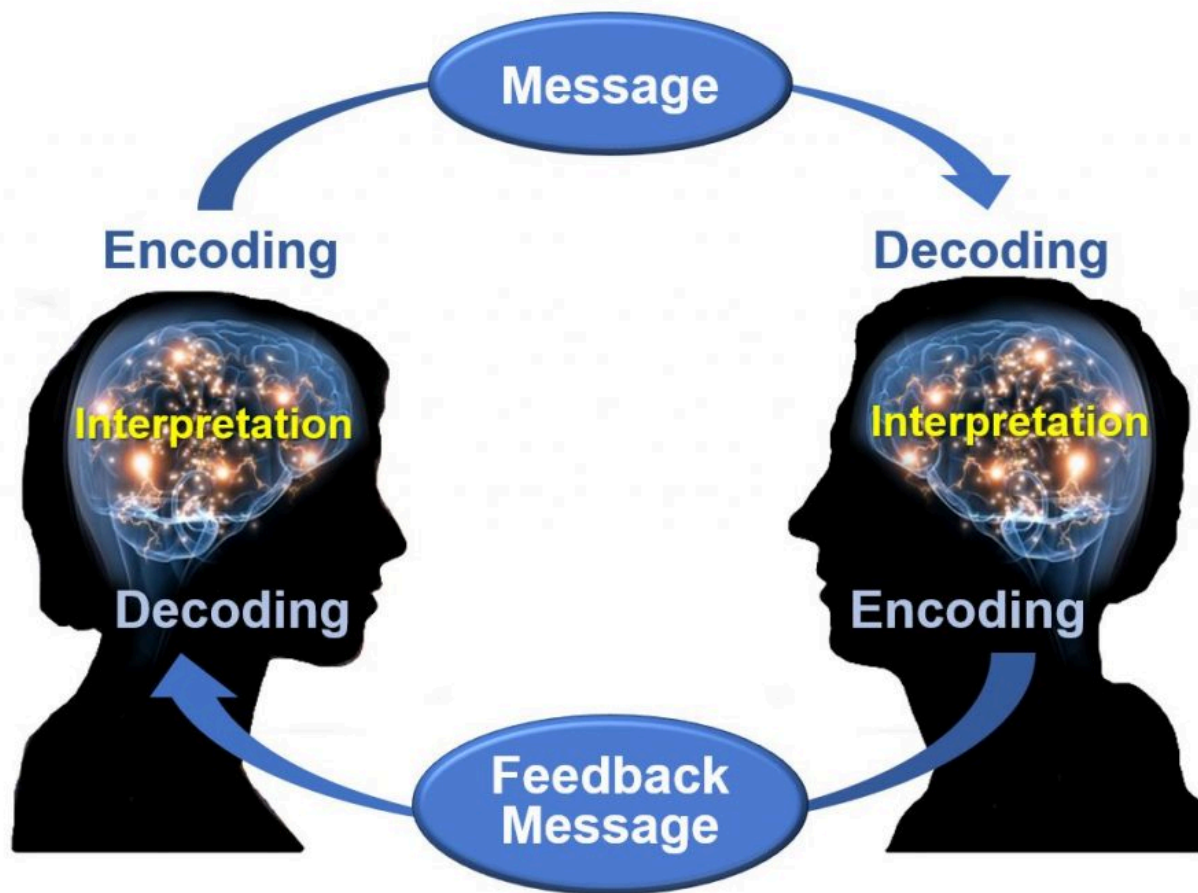 Message
Encoding
Decoding
Interpretation
Interpretation
Decoding
Encoding
Feedback
Message